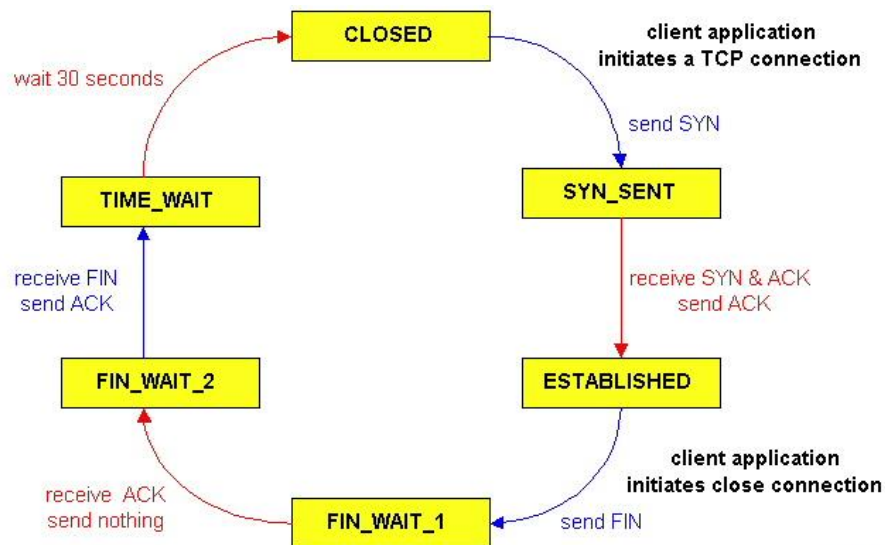 CLOSED
client application
initiates a TCP connection
wait 30 seconds
send SYN
TIME_WAIT
SYN_SENT
receive FIN
send ACK
receive SYN & ACK
send ACK
FIN_WAIT_2
ESTABLISHED
client application
initiates close connection
receive ACK
send nothing
FIN_WAIT_1
send FIN